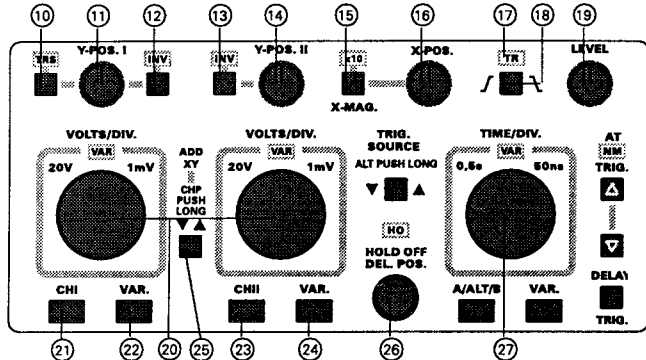 10 11 12 13 14 15 16 17 18 19
Y-POS. I Y-POS. II X-POS. LEVEL
TRS INV INV x10 TR
X-MAG.
VOLTS/DIV. VOLTS/DIV. TRIG. SOURCE TIME/DIV. AT
VAR ADD VAR VAR NM
20V 1mV XY 20V 1mV ALT PUSH LONG 0,5s 50ns TRIG.
CHP
PUSH
LONG
HO
HOLD OFF
DEL. POS. DELAY
CHI VAR. CHII VAR. A/ALT/B VAR.
TRIG.
21 22 20 25 23 24 26 27